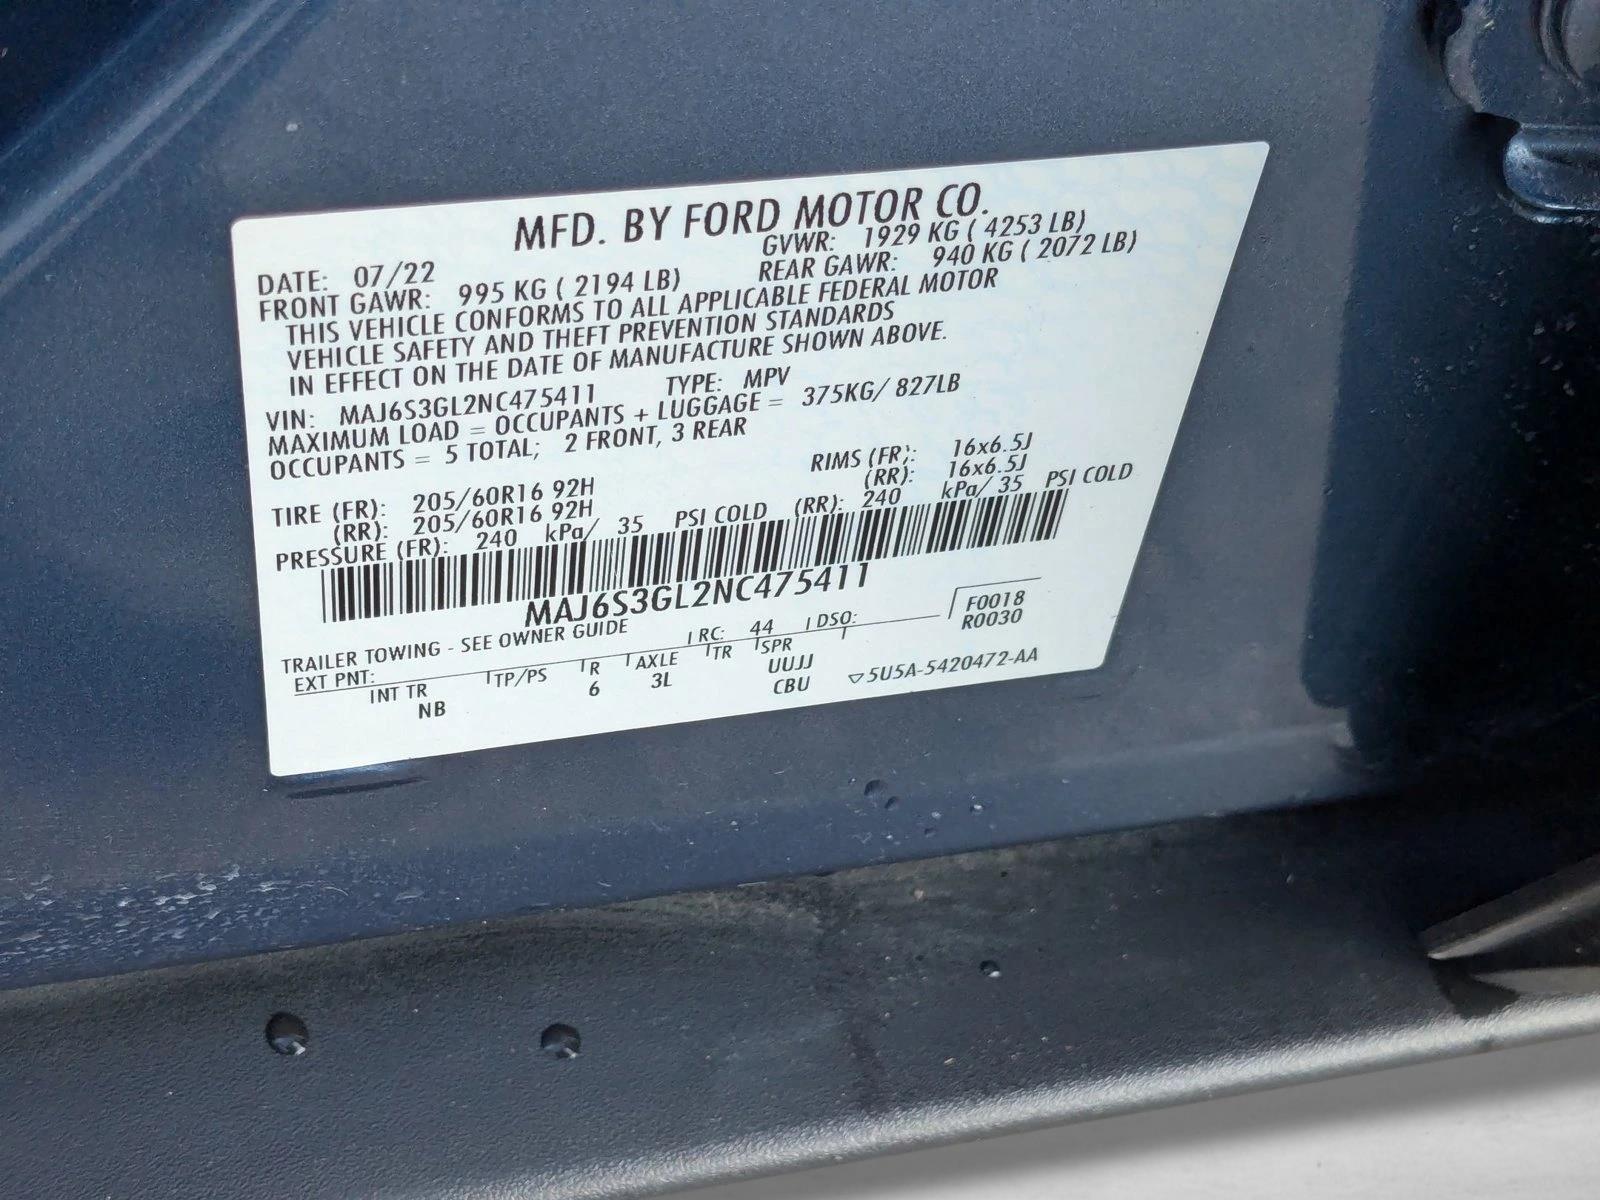 MFD. BY FORD MOTOR CO.
DATE: 07/22 GVWR: 1929 KG ( 4253 LB)
FRONT GAWR: 995 KG ( 2194 LB) REAR GAWR: 940 KG ( 2072 LB)
THIS VEHICLE CONFORMS TO ALL APPLICABLE FEDERAL MOTOR
VEHICLE SAFETY AND THEFT PREVENTION STANDARDS
IN EFFECT ON THE DATE OF MANUFACTURE SHOWN ABOVE.
VIN: MAJ6S3GL2NC475411 TYPE: MPV
MAXIMUM LOAD = OCCUPANTS + LUGGAGE = 375KG/ 827LB
OCCUPANTS = 5 TOTAL; 2 FRONT, 3 REAR
TIRE (FR): 205/60R16 92H RIMS (FR): 16x6.5J
(RR): 205/60R16 92H (RR): 16x6.5J
PRESSURE (FR): 240 kPa/ 35 PSI COLD (RR): 240 kPa/ 35 PSI COLD
MAJ6S3GL2NC475411
TRAILER TOWING - SEE OWNER GUIDE RC: 44 DSO: F0018
R0030
EXT PNT:
INT TR TP/PS R AXLE TR SPR
NB 6 3L UUJJ
CBU
▽5U5A-5420472-AA